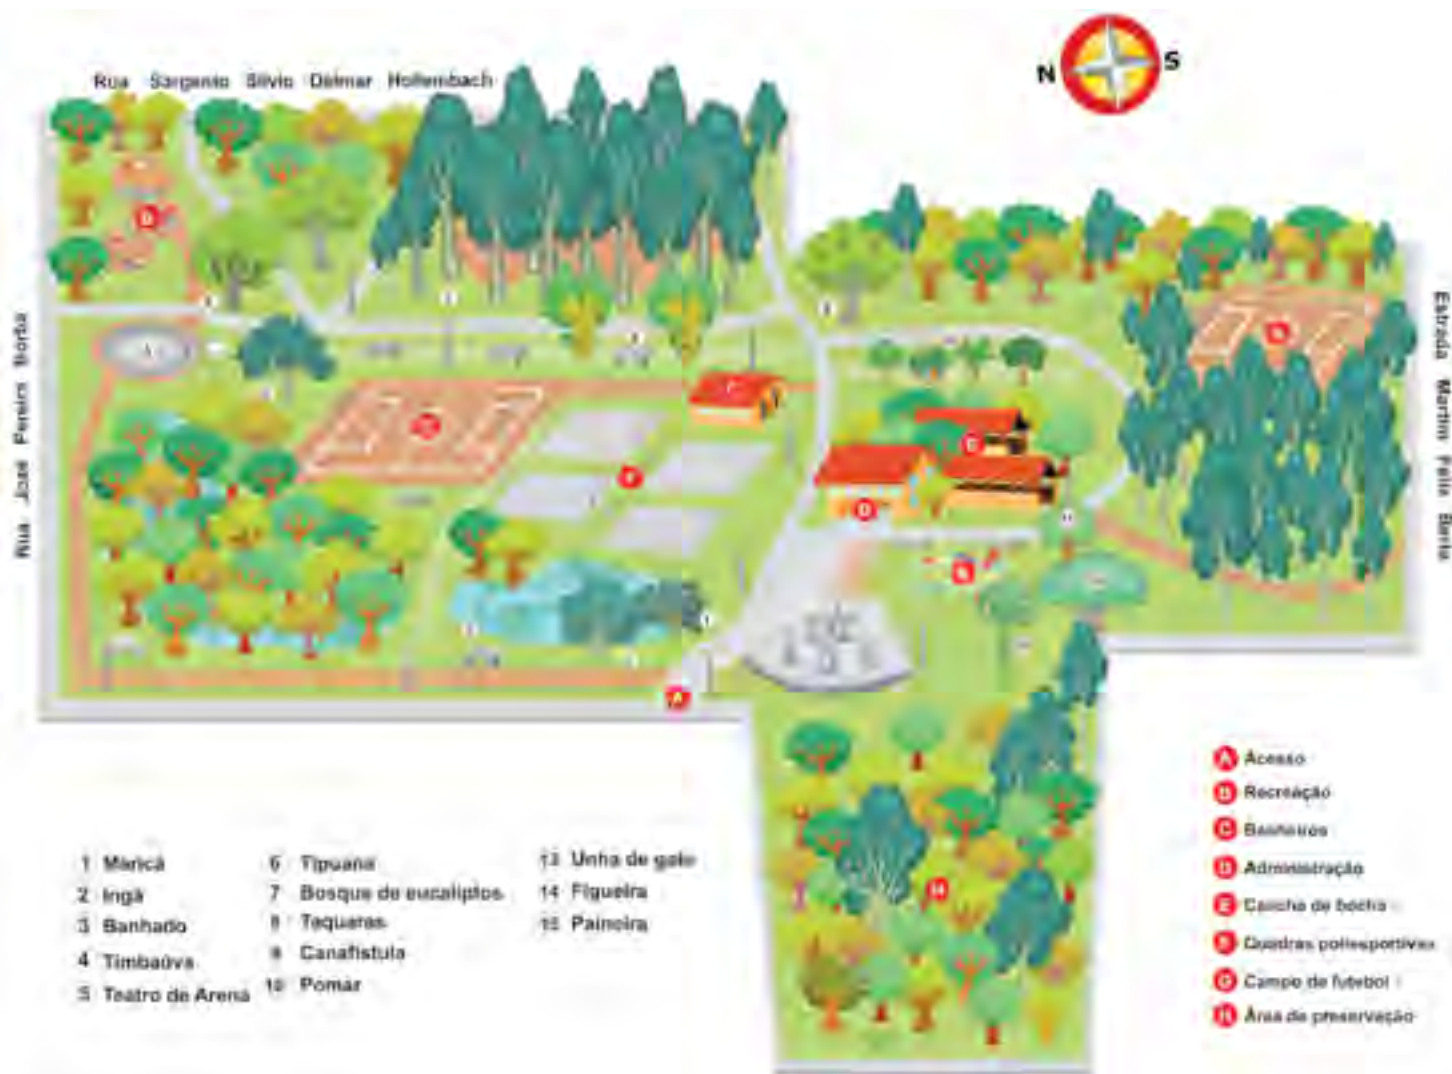 Rua Sargento Silvio Delmar Hollembach
N
S
Rua José Pereira Borba
Estrada Martim Félix Berta
D
A
H
1 Maricá
2 Ingá
3 Banhado
4 Timbaúva
5 Teatro de Arena
6 Tipuana
7 Bosque de eucaliptos
8 Taquaras
9 Canafístula
10 Pomar
13 Unha de gato
14 Figueira
15 Paineira
A Acesso
B Recreação
C Banheiros
D Administração
E Cancha de bocha
F Quadras poliesportivas
G Campo de futebol
H Área de preservação